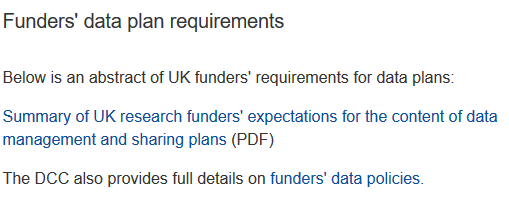 Funders' data plan requirements
Below is an abstract of UK funders' requirements for data plans:
Summary of UK research funders' expectations for the content of data
management and sharing plans (PDF)
The DCC also provides full details on funders' data policies.